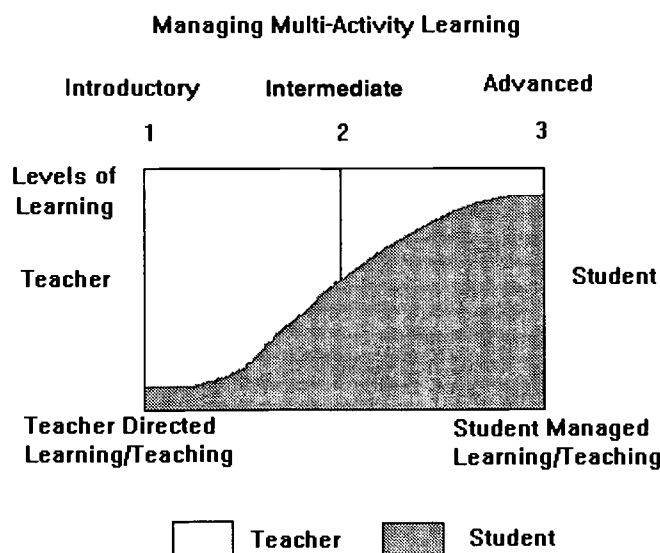 Managing Multi-Activity Learning
Introductory Intermediate Advanced
1 2 3
Levels of
Learning
Teacher Student
Teacher Directed
Learning/Teaching
Student Managed
Learning/Teaching
Teacher Student